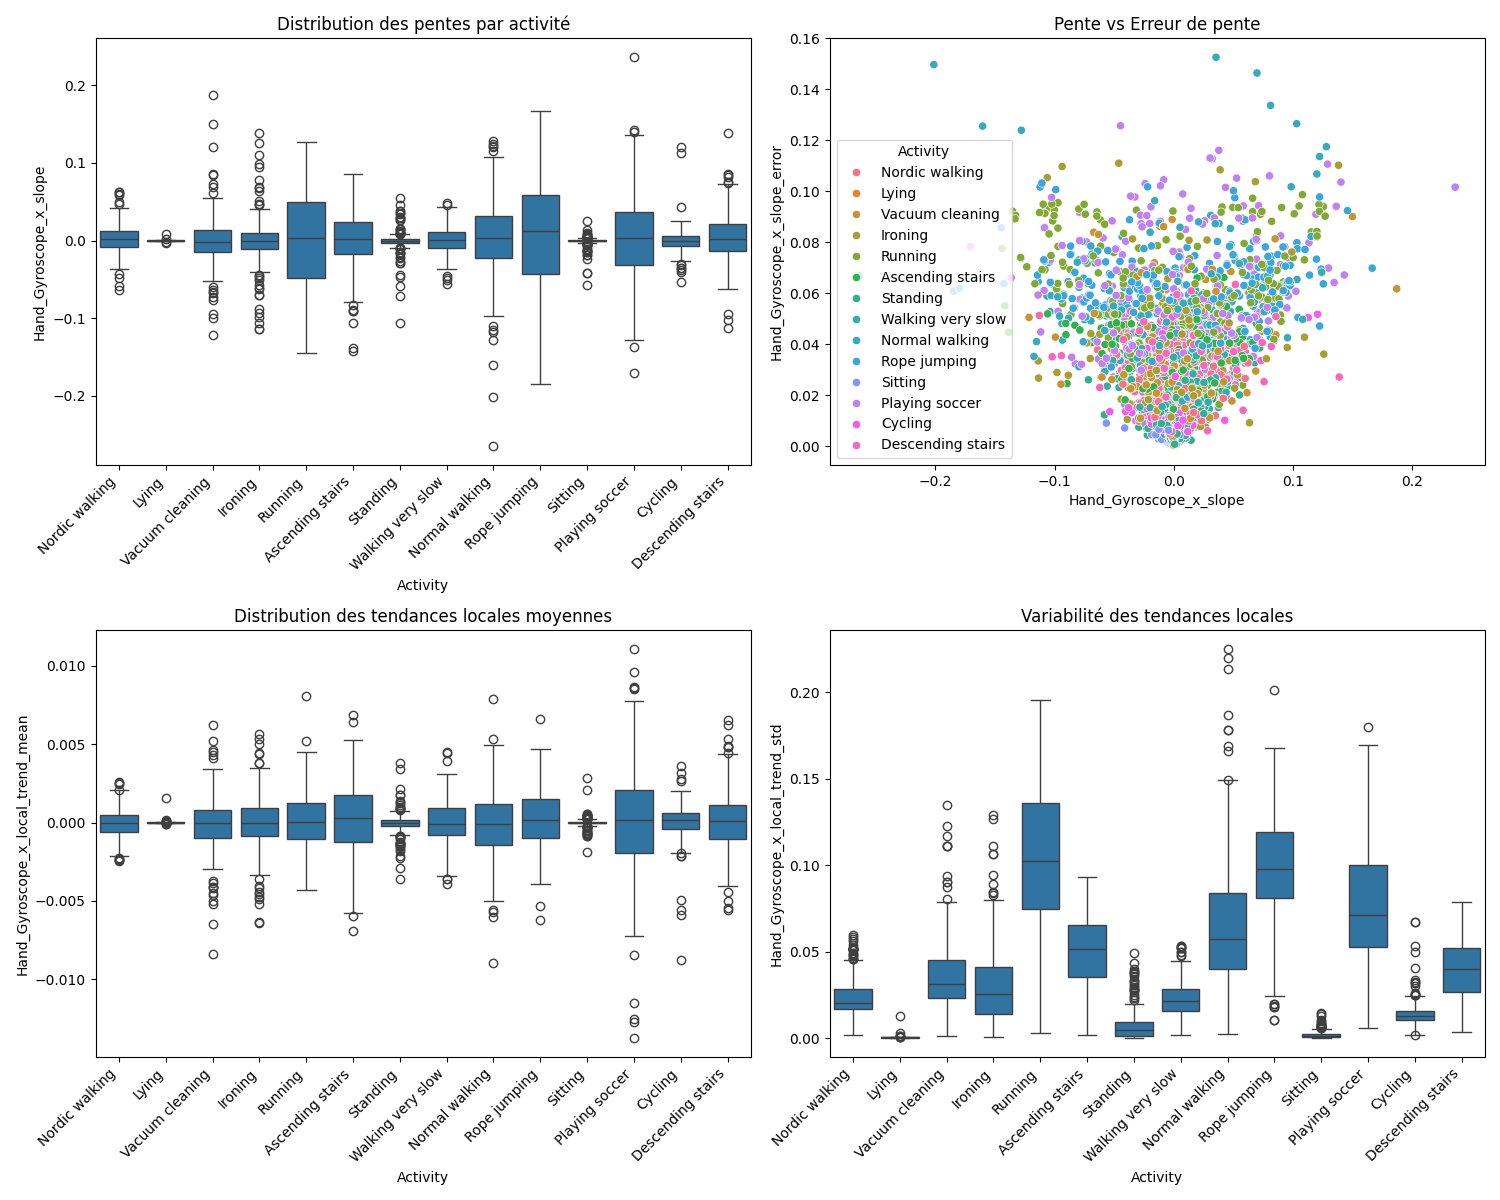 Distribution des pentes par activité
Hand_Gyroscope_x_slope
0.2
0.1
0.0
−0.1
−0.2
Nordic walking
Lying
Vacuum cleaning
Ironing
Running
Ascending stairs
Standing
Walking very slow
Normal walking
Rope jumping
Sitting
Playing soccer
Cycling
Descending stairs
Activity
Pente vs Erreur de pente
Hand_Gyroscope_x_slope_error
0.16
0.14
0.12
0.10
0.08
0.06
0.04
0.02
0.00
Activity
Nordic walking
Lying
Vacuum cleaning
Ironing
Running
Ascending stairs
Standing
Walking very slow
Normal walking
Rope jumping
Sitting
Playing soccer
Cycling
Descending stairs
−0.2
−0.1
0.0
0.1
0.2
Hand_Gyroscope_x_slope
Distribution des tendances locales moyennes
Hand_Gyroscope_x_local_trend_mean
0.010
0.005
0.000
−0.005
−0.010
Nordic walking
Lying
Vacuum cleaning
Ironing
Running
Ascending stairs
Standing
Walking very slow
Normal walking
Rope jumping
Sitting
Playing soccer
Cycling
Descending stairs
Activity
Variabilité des tendances locales
Hand_Gyroscope_x_local_trend_std
0.20
0.15
0.10
0.05
0.00
Nordic walking
Lying
Vacuum cleaning
Ironing
Running
Ascending stairs
Standing
Walking very slow
Normal walking
Rope jumping
Sitting
Playing soccer
Cycling
Descending stairs
Activity